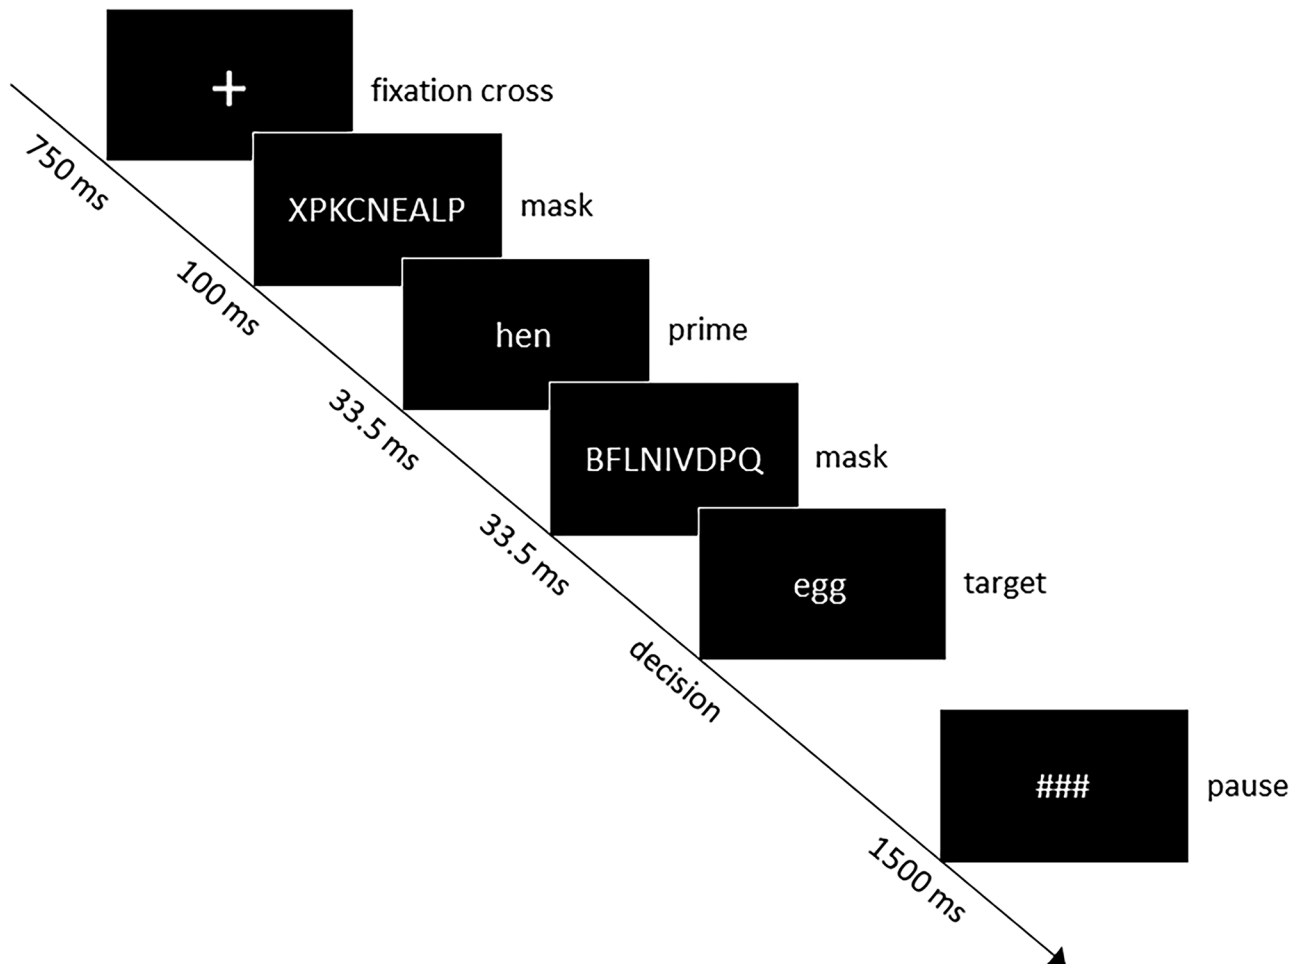 +
fixation cross
750 ms
XPKCNEALP
mask
100 ms
hen
prime
33.5 ms
BFLNIVDPQ
mask
33.5 ms
egg
target
decision
###
pause
1500 ms